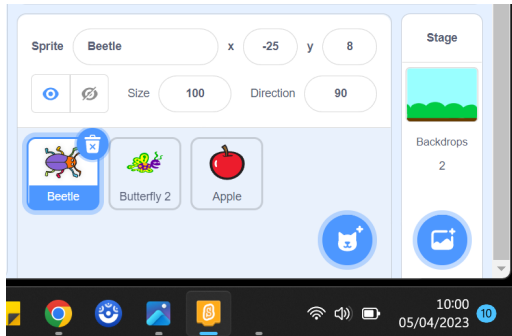 Sprite Beetle x -25 y 8
Stage
Size 100 Direction 90
Backdrops
2
Beetle Butterfly 2 Apple
10:00
05/04/2023
10